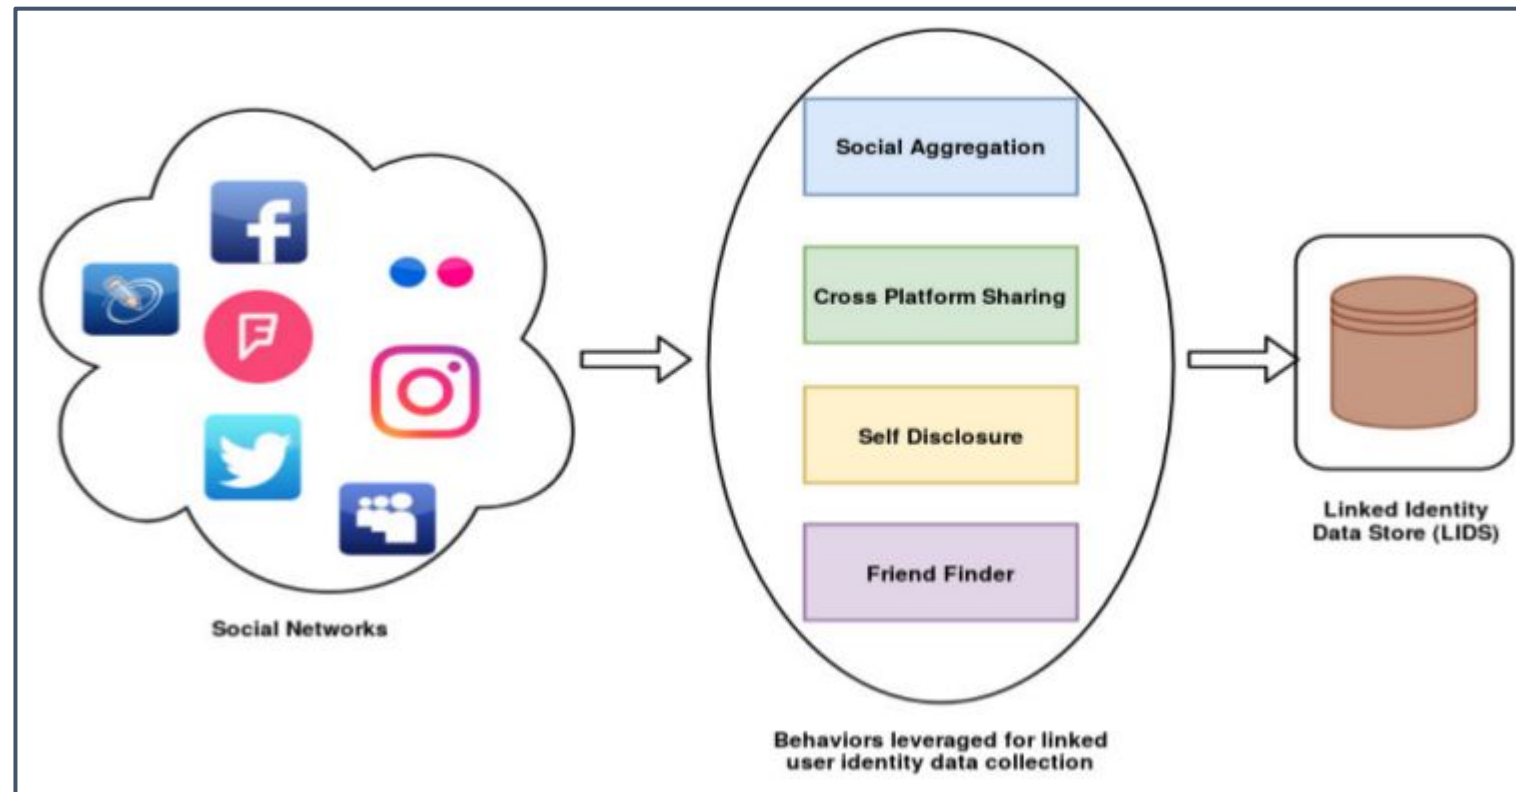 Social Networks
Social Aggregation
Cross Platform Sharing
Self Disclosure
Friend Finder
Behaviors leveraged for linked
user identity data collection
Linked Identity
Data Store (LIDS)